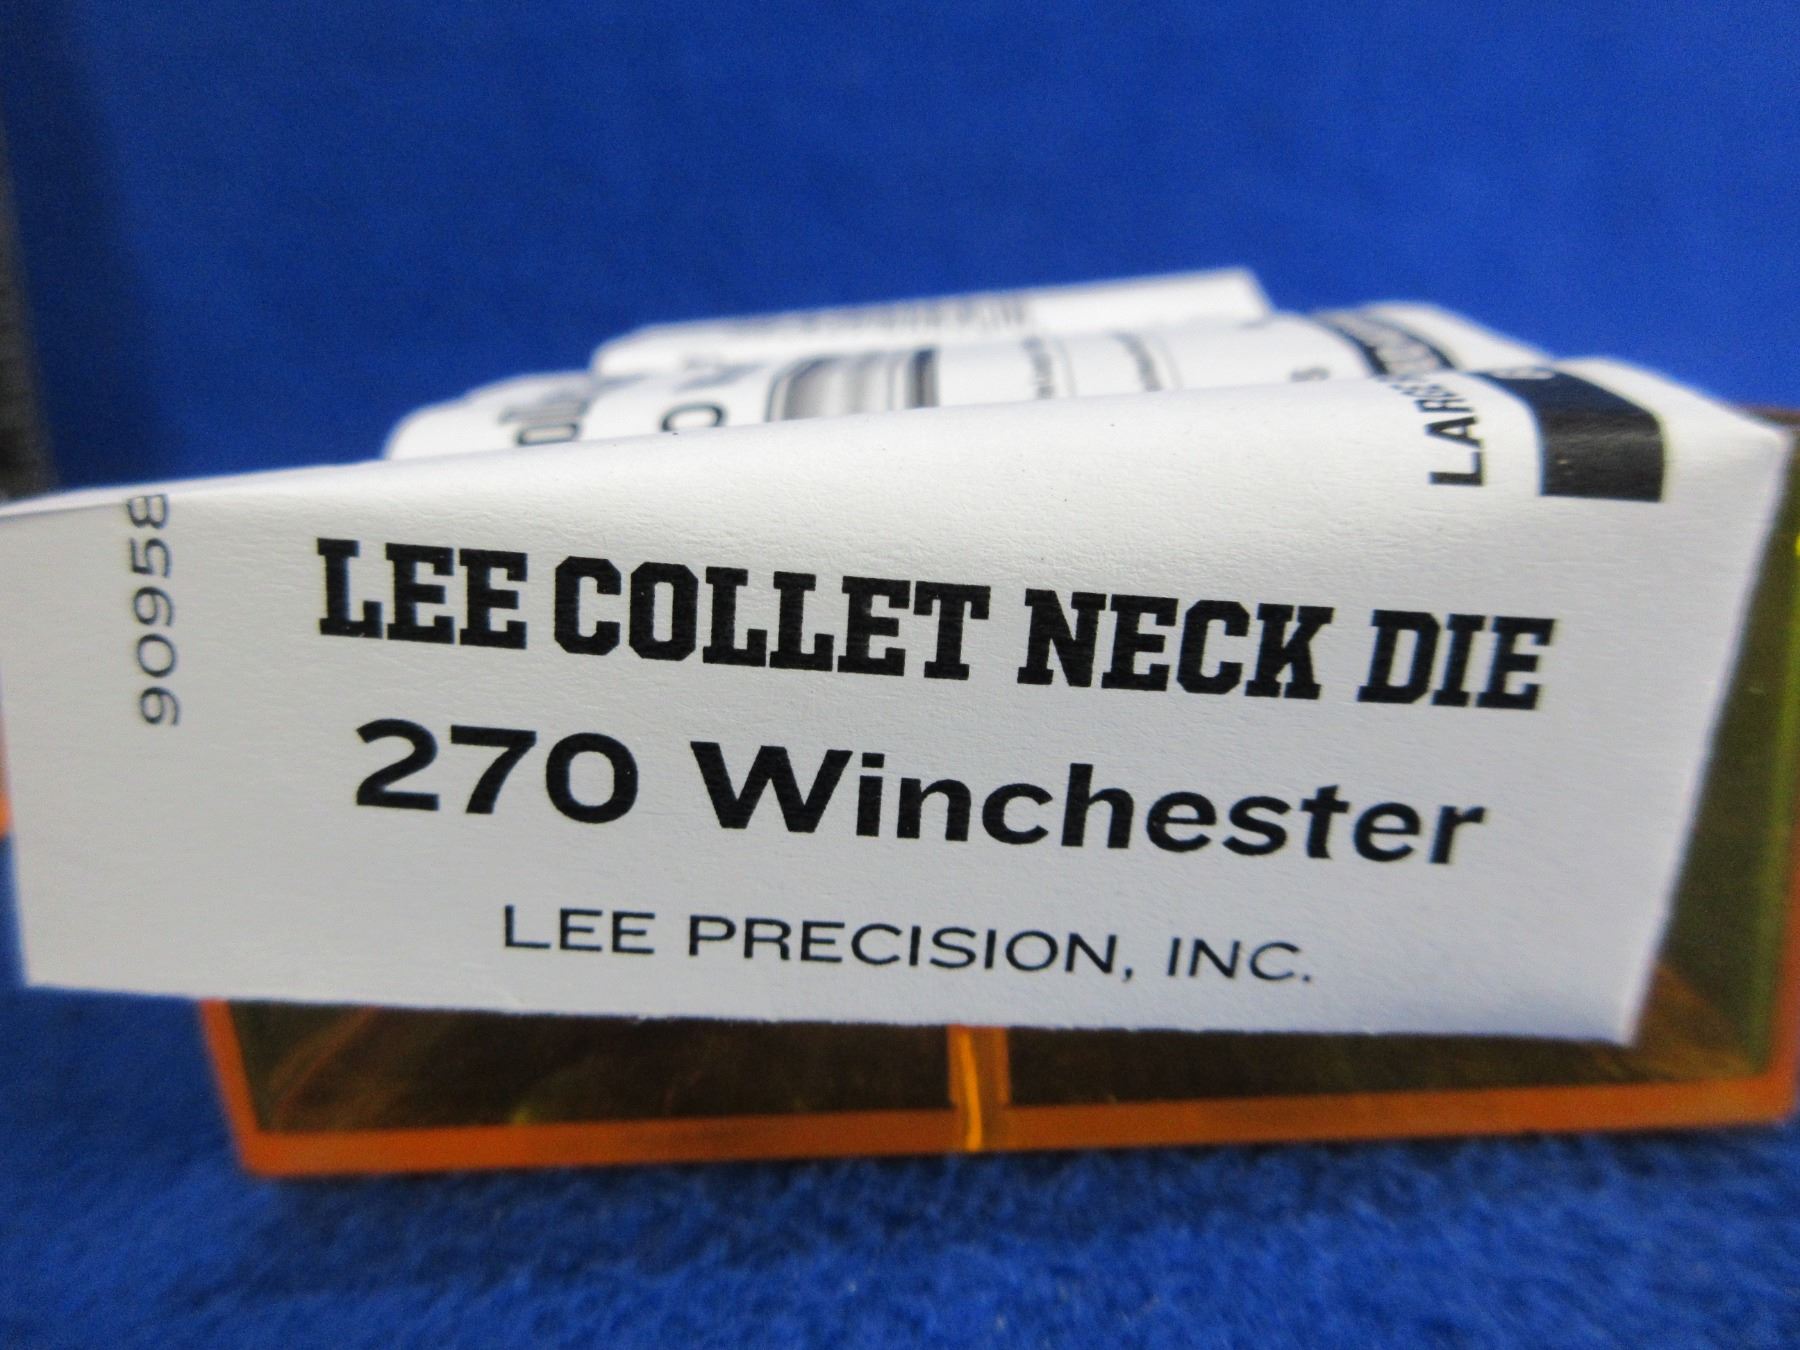 90958
LEE COLLET NECK DIE
270 Winchester
LEE PRECISION, INC.